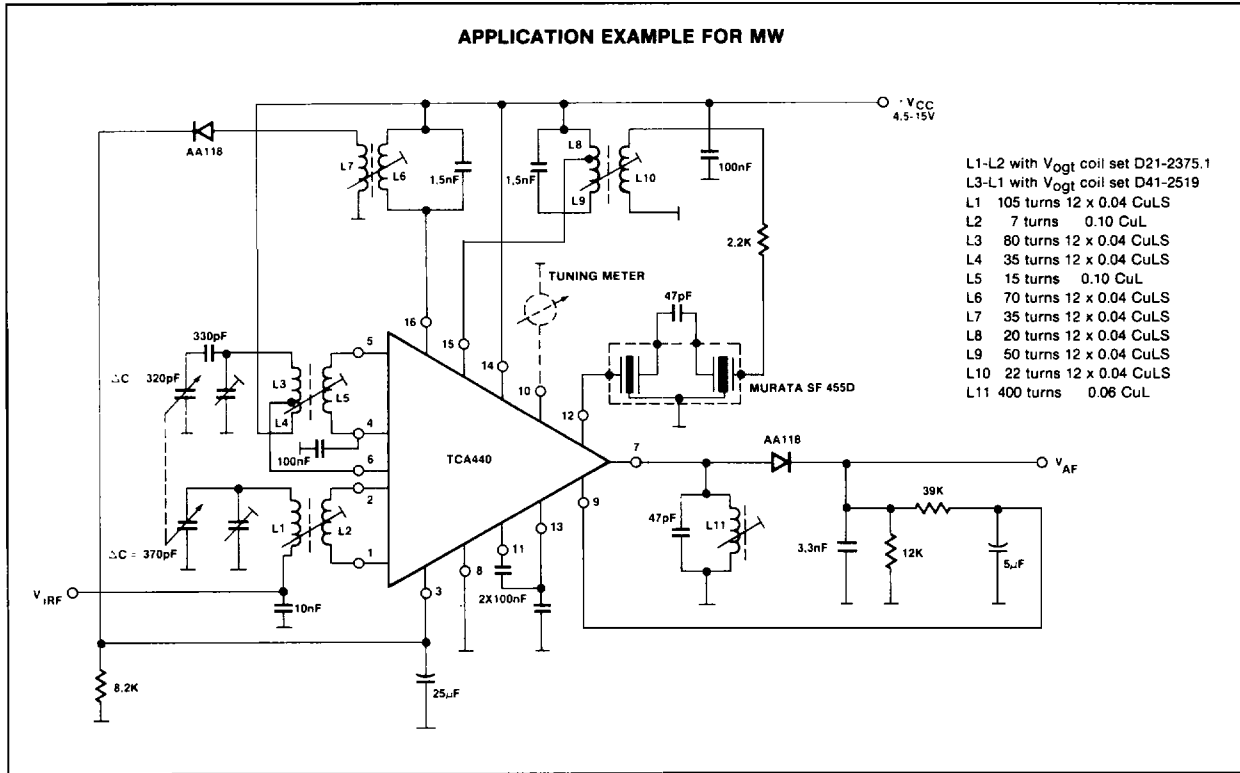 APPLICATION EXAMPLE FOR MW
VCC
4.5-15V
AA118
L7
L6
1,5nF
1,5nF
L8
L9
L10
100nF
2.2K
TUNING METER
47pF
MURATA SF 455D
16
15
14
10
12
330pF
ΔC
320pF
L3
L4
L5
5
4
100nF
6
TCA440
7
AA118
VAF
2
9
39K
L1
L2
47pF
L11
ΔC = 370pF
1
11
13
3,3nF
12K
5μF
8
3
2X100nF
ViRF
10nF
8.2K
25μF
L1-L2 with Vogt coil set D21-2375.1
L3-L1 with Vogt coil set D41-2519
L1 105 turns 12 x 0.04 CuLS
L2 7 turns 0.10 CuL
L3 80 turns 12 x 0.04 CuLS
L4 35 turns 12 x 0.04 CuLS
L5 15 turns 0.10 CuL
L6 70 turns 12 x 0.04 CuLS
L7 35 turns 12 x 0.04 CuLS
L8 20 turns 12 x 0.04 CuLS
L9 50 turns 12 x 0.04 CuLS
L10 22 turns 12 x 0.04 CuLS
L11 400 turns 0.06 CuL